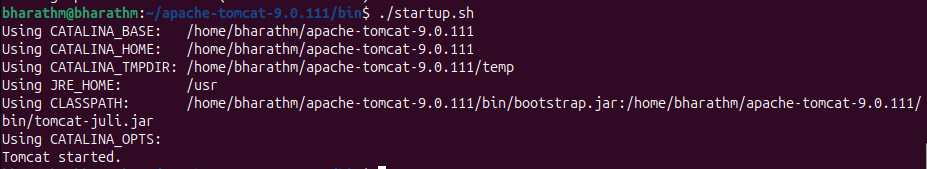 bharathm@bharathm:~/apache-tomcat-9.0.111/bin$ ./startup.sh
Using CATALINA_BASE:   /home/bharathm/apache-tomcat-9.0.111
Using CATALINA_HOME:   /home/bharathm/apache-tomcat-9.0.111
Using CATALINA_TMPDIR: /home/bharathm/apache-tomcat-9.0.111/temp
Using JRE_HOME:        /usr
Using CLASSPATH:       /home/bharathm/apache-tomcat-9.0.111/bin/bootstrap.jar:/home/bharathm/apache-tomcat-9.0.111/
bin/tomcat-juli.jar
Using CATALINA_OPTS:
Tomcat started.